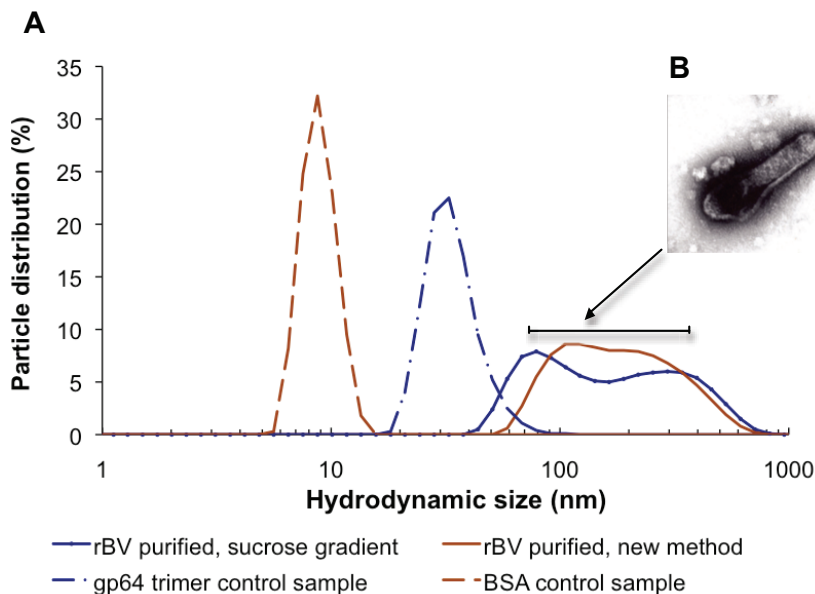 A
B
35
30
25
20
15
10
5
0
Particle distribution (%)
1 10 100 1000
Hydrodynamic size (nm)
rBV purified, sucrose gradient rBV purified, new method
gp64 trimer control sample BSA control sample